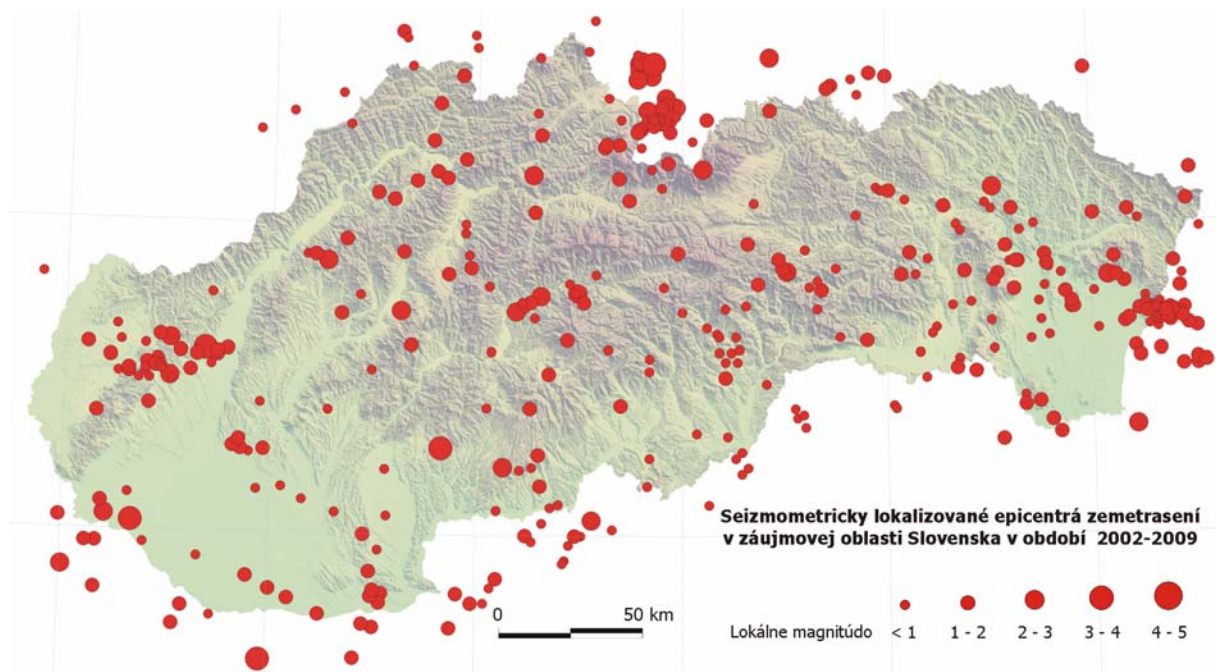 Seizmometricky lokalizované epicentrá zemetrasení
v záujmovej oblasti Slovenska v období 2002-2009
0 50 km
Lokálne magnitúdo < 1 1 - 2 2 - 3 3 - 4 4 - 5